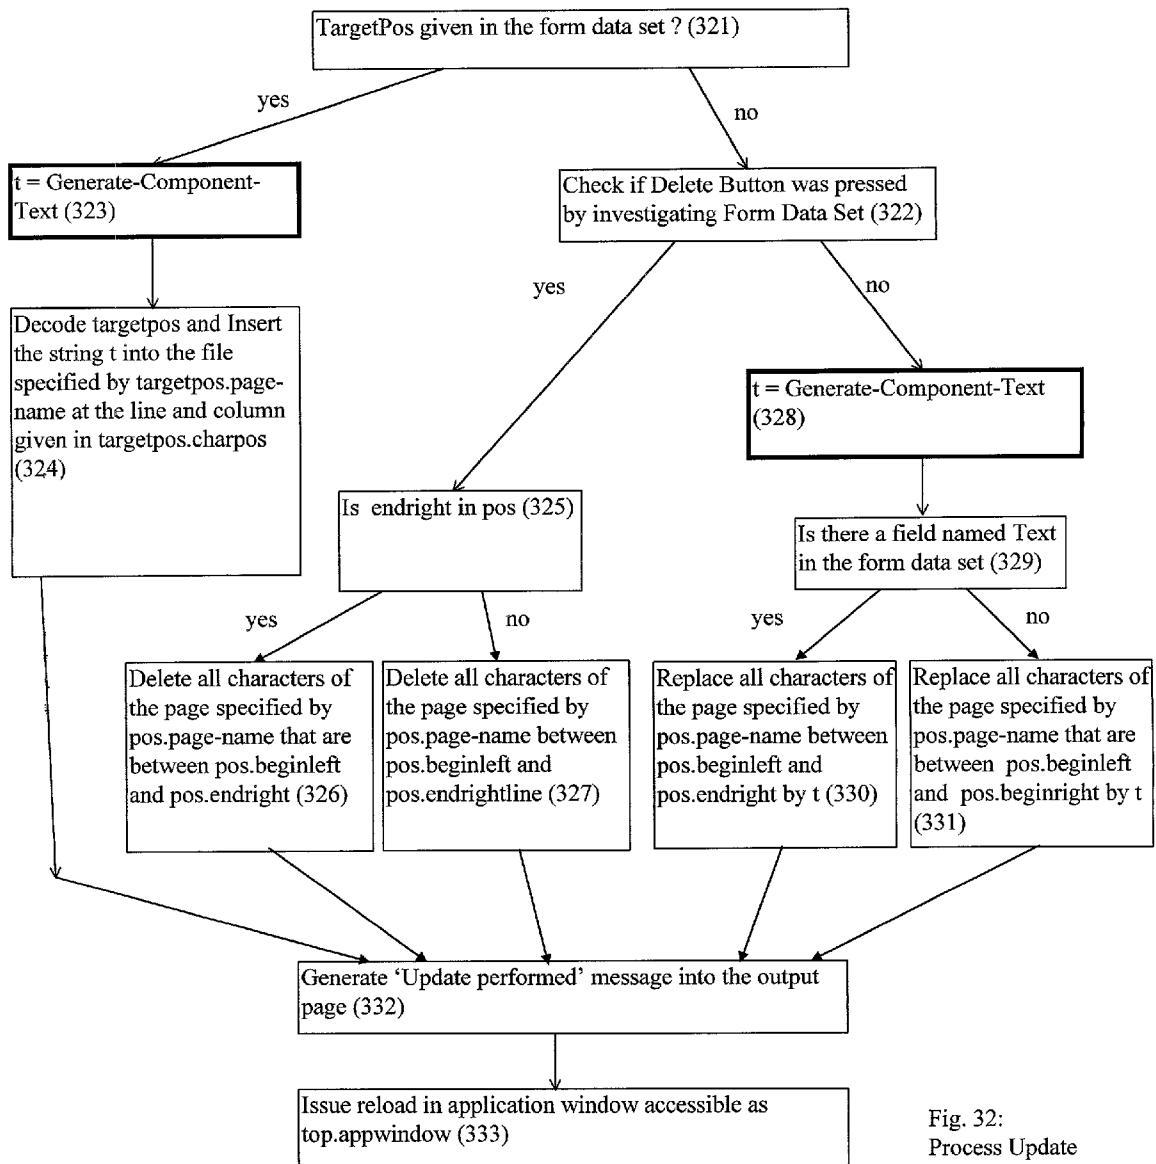 TargetPos given in the form data set ? (321)
yes
no
t = Generate-Component-
Text (323)
Check if Delete Button was pressed
by investigating Form Data Set (322)
yes
no
Decode targetpos and Insert
the string t into the file
specified by targetpos.page-
name at the line and column
given in targetpos.charpos
(324)
t = Generate-Component-Text
(328)
Is endright in pos (325)
Is there a field named Text
in the form data set (329)
yes
no
yes
no
Delete all characters of
the page specified by
pos.page-name that are
between pos.beginleft
and pos.endright (326)
Delete all characters of
the page specified by
pos.page-name between
pos.beginleft and
pos.endrightline (327)
Replace all characters of
the page specified by
pos.page-name between
pos.beginleft and
pos.endright by t (330)
Replace all characters of
the page specified by
pos.page-name that are
between pos.beginleft
and pos.beginright by t
(331)
Generate ‘Update performed’ message into the output
page (332)
Issue reload in application window accessible as
top.appwindow (333)
Fig. 32:
Process Update